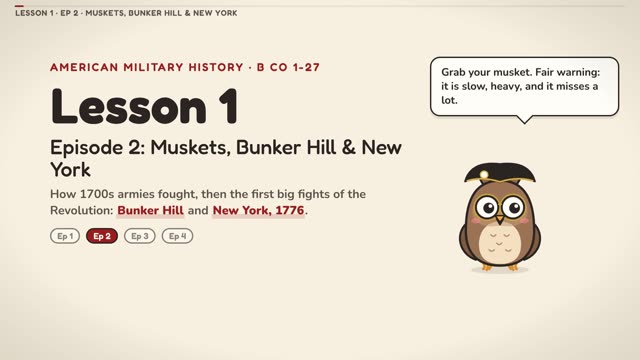 LESSON 1 · EP 2 · MUSKETS, BUNKER HILL & NEW YORK
AMERICAN MILITARY HISTORY · B CO 1-27
Lesson 1
Episode 2: Muskets, Bunker Hill & New
York
How 1700s armies fought, then the first big fights of the
Revolution: Bunker Hill and New York, 1776.
Ep 1 Ep 2 Ep 3 Ep 4
Grab your musket. Fair warning:
it is slow, heavy, and it misses a
lot.